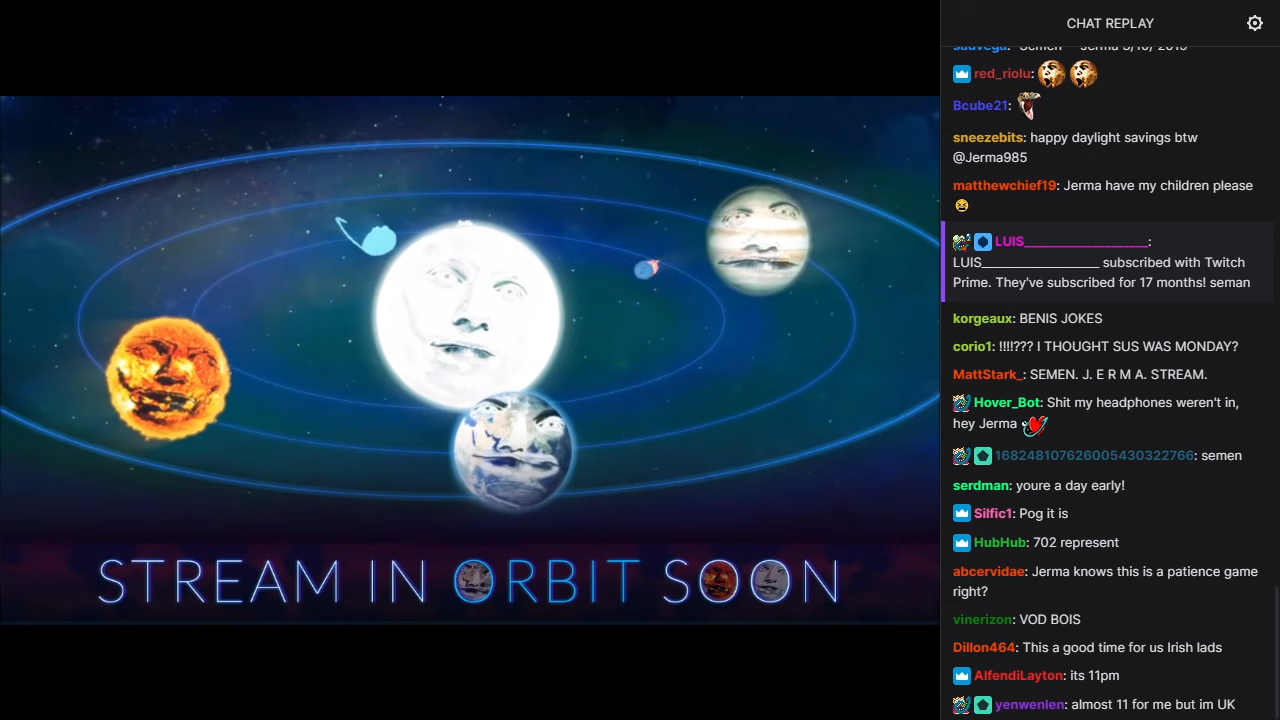 STREAM IN ORBIT SOON
CHAT REPLAY
red_riolu:
Bcube21:
sneezebits: happy daylight savings btw
@Jerma985
matthewchief19: Jerma have my children please
LUIS__________________:
LUIS__________________ subscribed with Twitch
Prime. They've subscribed for 17 months! seman
korgeaux: BENIS JOKES
corio1: !!!!??? I THOUGHT SUS WAS MONDAY?
MattStark_: SEMEN. J. E R M A. STREAM.
Hover_Bot: Shit my headphones weren't in,
hey Jerma
168248107626005430322766: semen
serdman: youre a day early!
Silfic1: Pog it is
HubHub: 702 represent
abcervidae: Jerma knows this is a patience game
right?
vinerizon: VOD BOIS
Dillon464: This a good time for us Irish lads
AlfendiLayton: its 11pm
yenwenlen: almost 11 for me but im UK